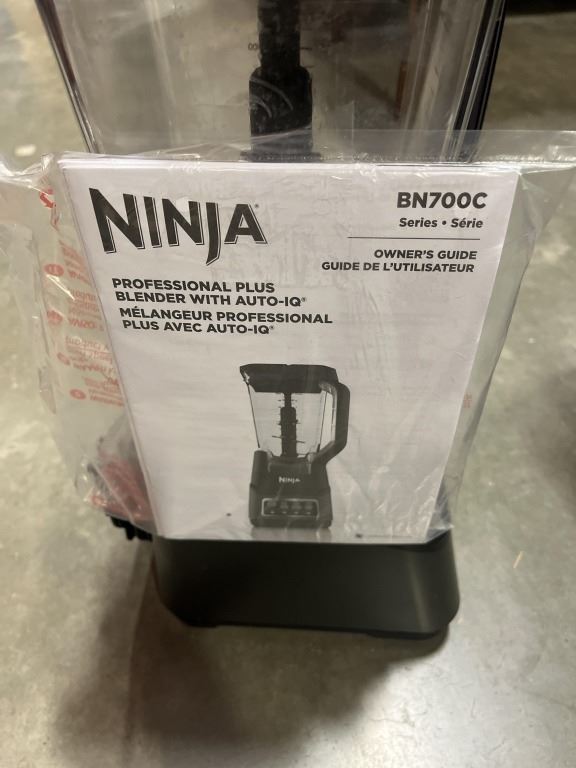 NINJA®
BN700C
Series • Série
OWNER'S GUIDE
GUIDE DE L'UTILISATEUR
PROFESSIONAL PLUS
BLENDER WITH AUTO-IQ®
MÉLANGEUR PROFESSIONAL
PLUS AVEC AUTO-IQ®
NINJA